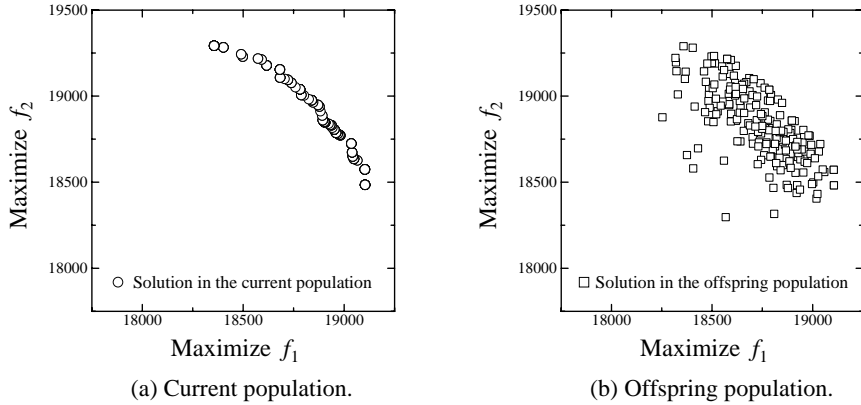 19500
19000
18500
18000
Maximize f2
Solution in the current population
18000 18500 19000
Maximize f1
(a) Current population.
19500
19000
18500
18000
Maximize f2
Solution in the offspring population
18000 18500 19000
Maximize f1
(b) Offspring population.